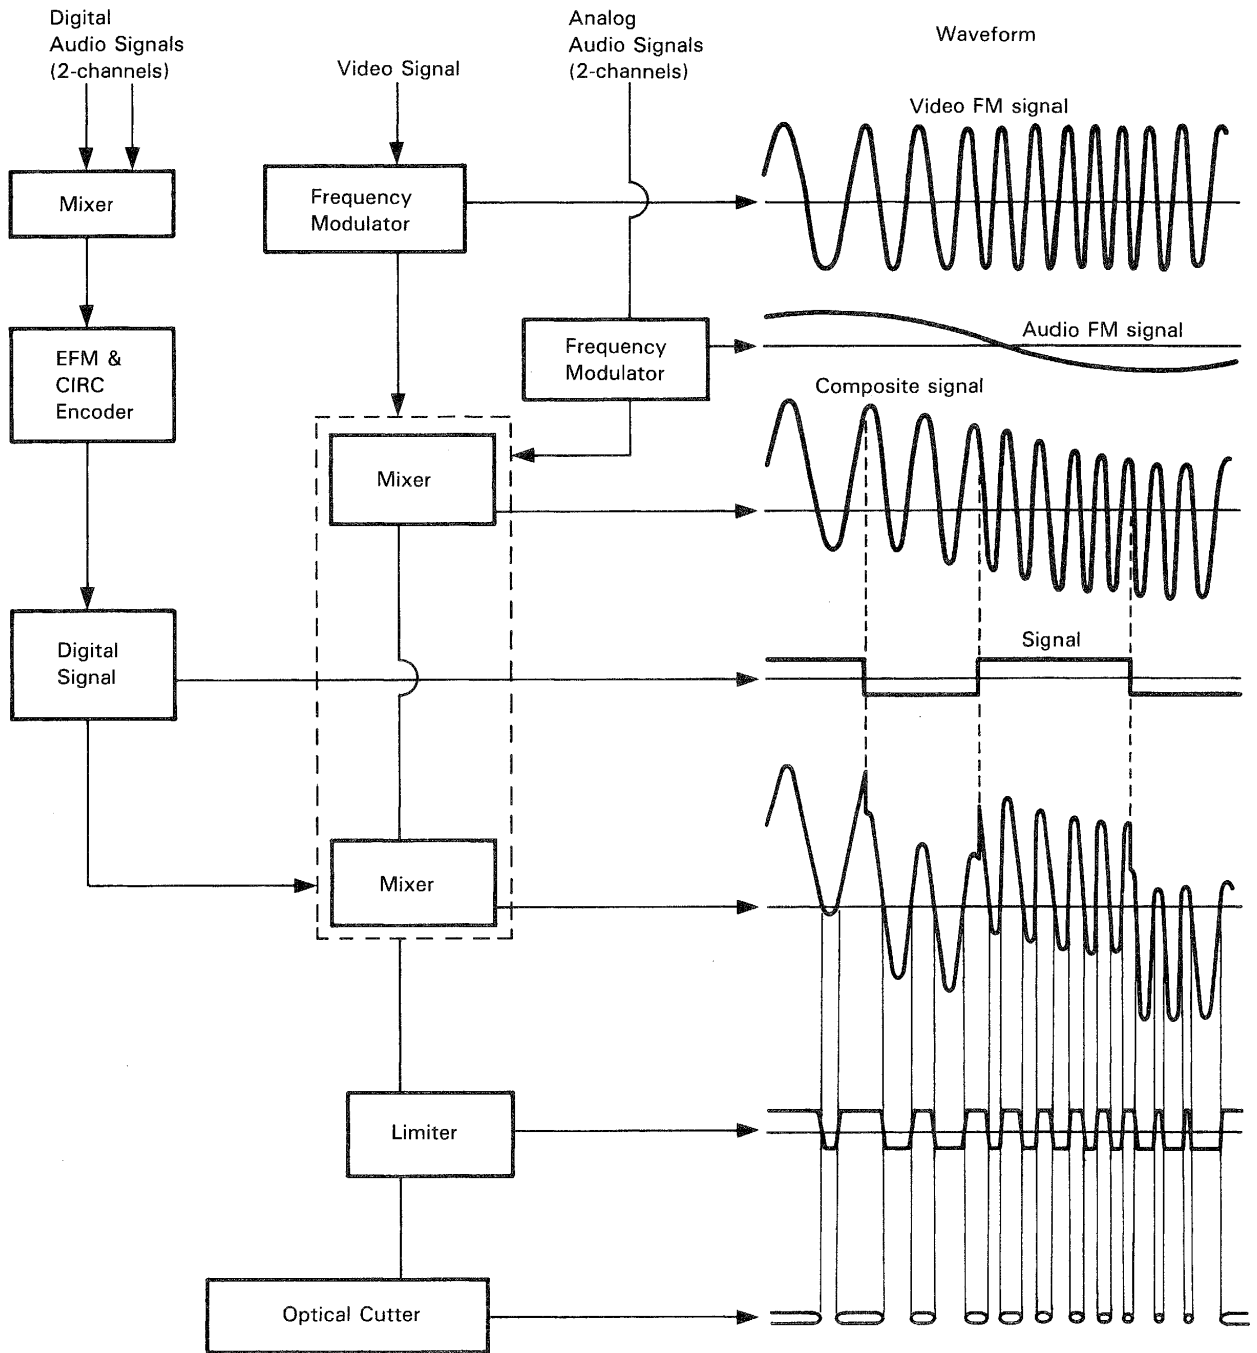 Digital
Audio Signals
(2-channels)
Video Signal
Analog
Audio Signals
(2-channels)
Waveform
Video FM signal
Mixer
Frequency
Modulator
EFM &
CIRC
Encoder
Frequency
Modulator
Audio FM signal
Composite signal
Mixer
Digital
Signal
Signal
Mixer
Limiter
Optical Cutter